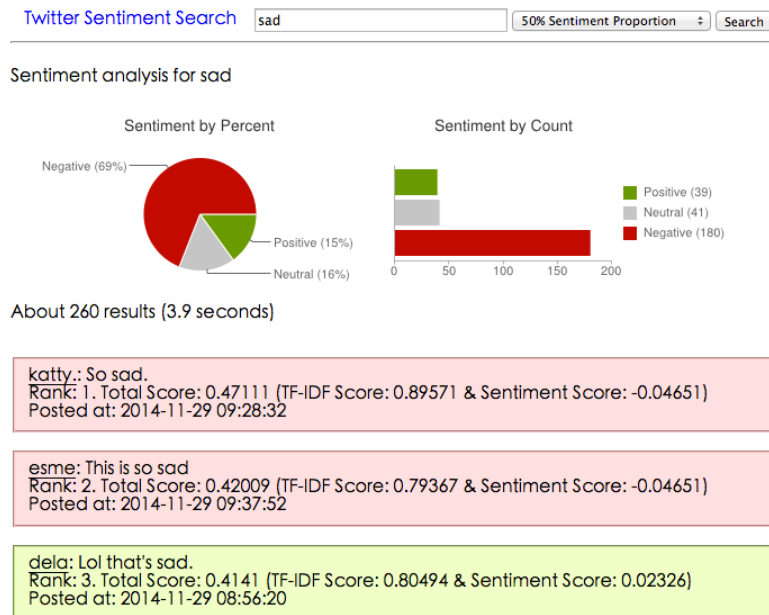 Twitter Sentiment Search sad 50% Sentiment Proportion Search
Sentiment analysis for sad
Sentiment by Percent
Negative (69%)
Positive (15%)
Neutral (16%)
Sentiment by Count
Positive (39)
Neutral (41)
Negative (180)
0 50 100 150 200
About 260 results (3.9 seconds)
katty.: So sad.
Rank: 1. Total Score: 0.47111 (TF-IDF Score: 0.89571 & Sentiment Score: -0.04651)
Posted at: 2014-11-29 09:28:32
esme: This is so sad
Rank: 2. Total Score: 0.42009 (TF-IDF Score: 0.79367 & Sentiment Score: -0.04651)
Posted at: 2014-11-29 09:37:52
dela: Lol that's sad.
Rank: 3. Total Score: 0.4141 (TF-IDF Score: 0.80494 & Sentiment Score: 0.02326)
Posted at: 2014-11-29 08:56:20